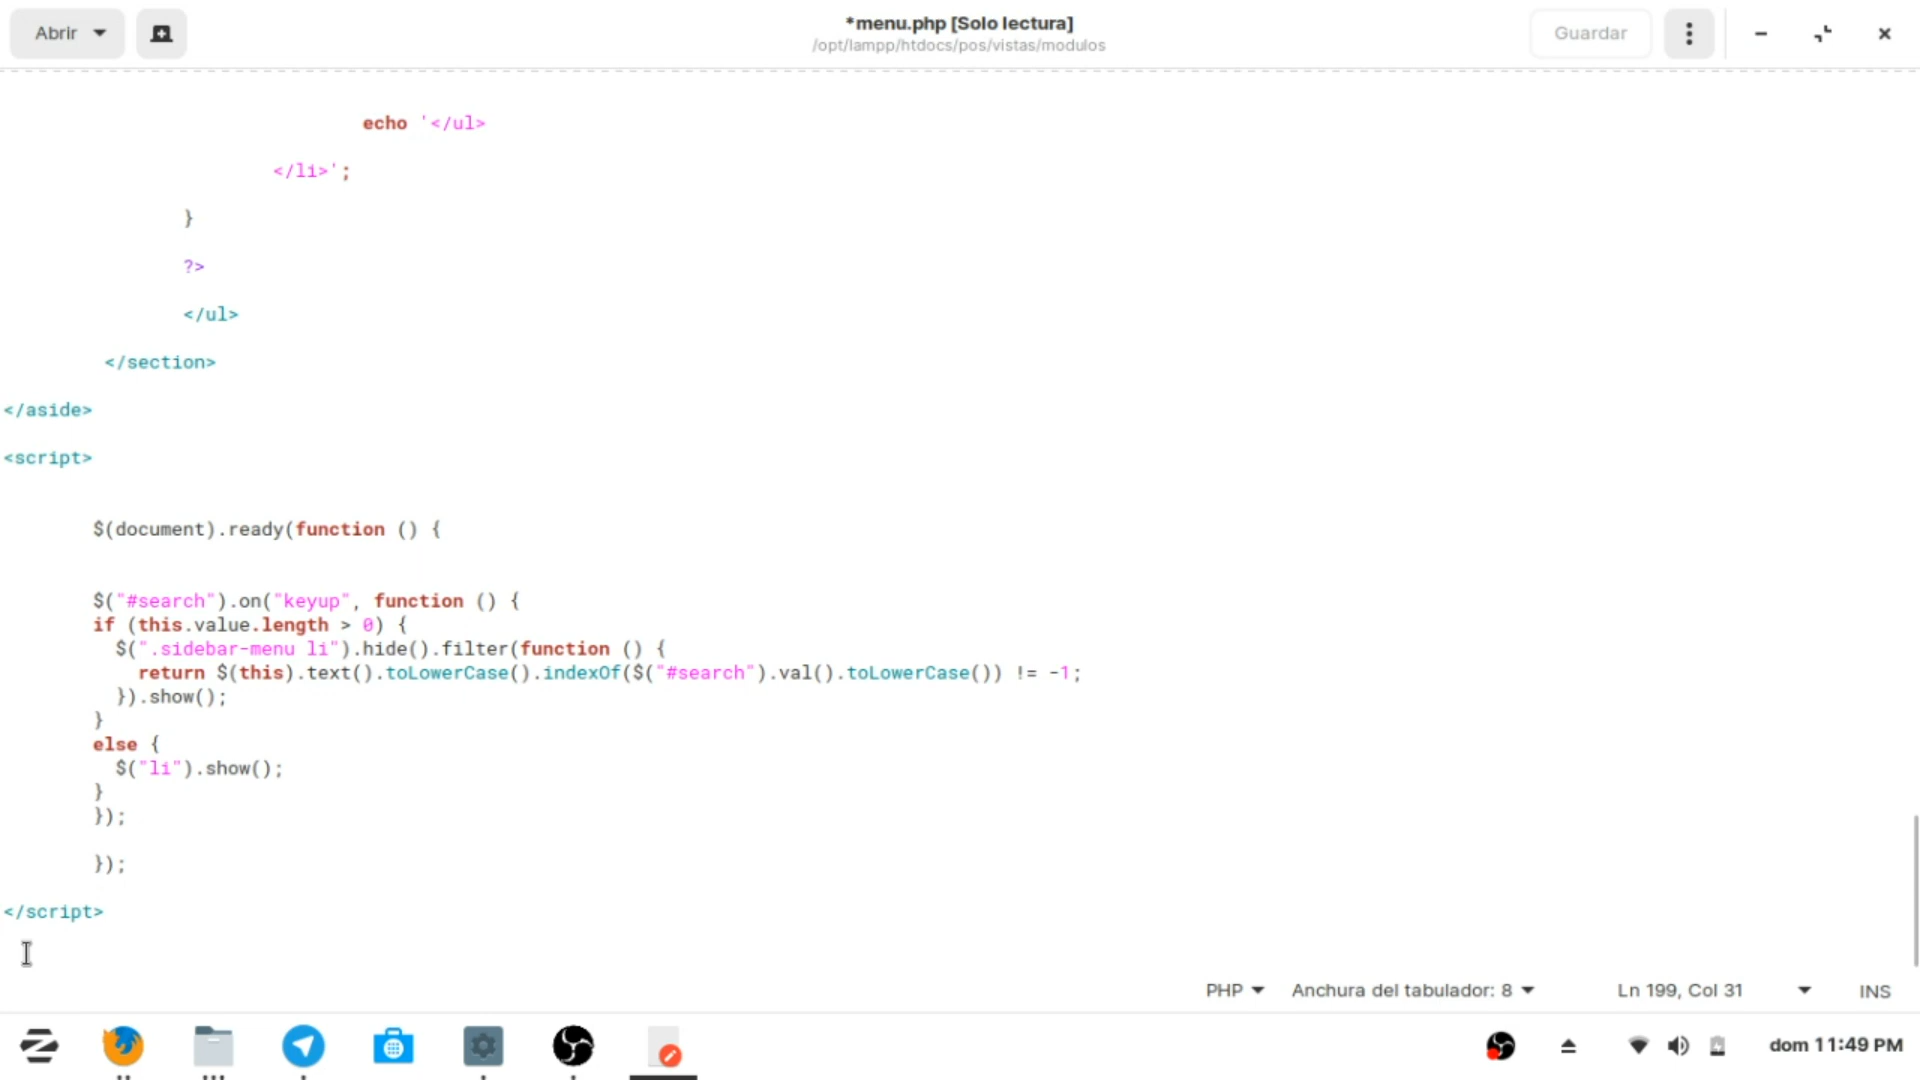 Abrir
*menu.php [Solo lectura]
/opt/lampp/htdocs/pos/vistas/modulos
Guardar
echo '</ul>
</li>';
}
?>
</ul>
</section>
</aside>
<script>
$(document).ready(function () {
$("#search").on("keyup", function () {
if (this.value.length > 0) {
$(".sidebar-menu li").hide().filter(function () {
return $(this).text().toLowerCase().indexOf($("#search").val().toLowerCase()) != -1;
}).show();
}
else {
$("li").show();
}
});
});
</script>
PHP
Anchura del tabulador: 8
Ln 199, Col 31
INS
dom 11:49 PM